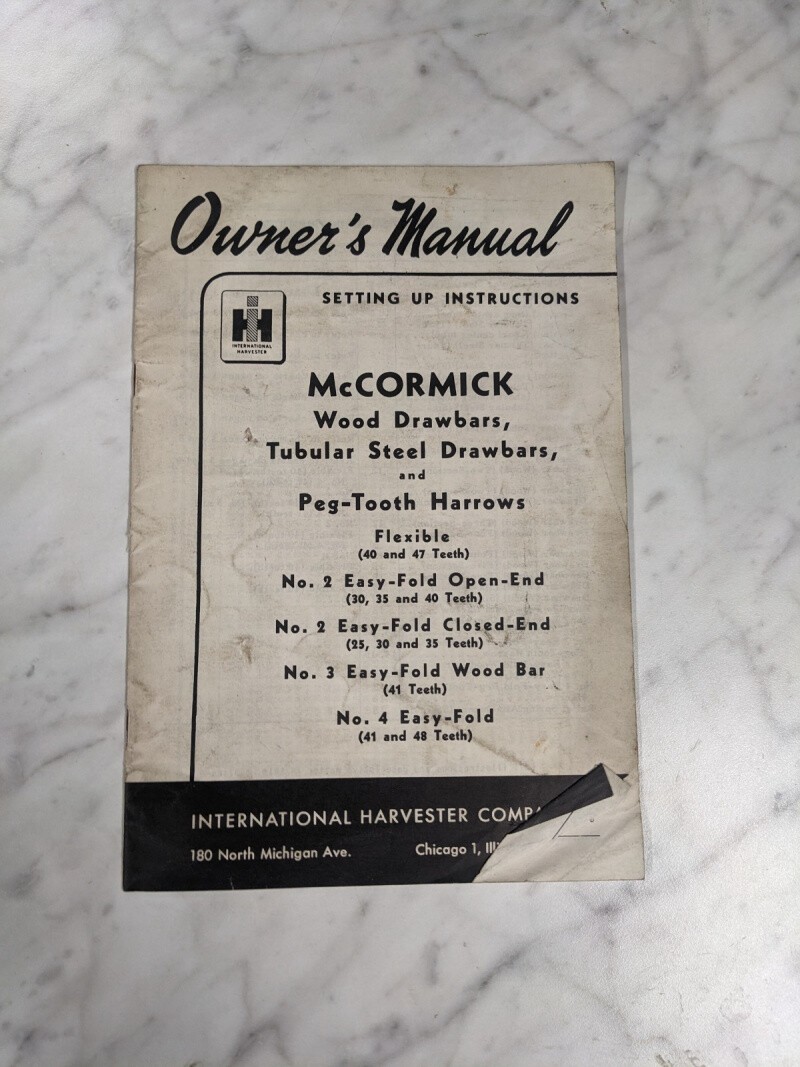 Owner's Manual
SETTING UP INSTRUCTIONS
IH
INTERNATIONAL
HARVESTER
McCORMICK
Wood Drawbars,
Tubular Steel Drawbars,
and
Peg-Tooth Harrows
Flexible
(40 and 47 Teeth)
No. 2 Easy-Fold Open-End
(30, 35 and 40 Teeth)
No. 2 Easy-Fold Closed-End
(25, 30 and 35 Teeth)
No. 3 Easy-Fold Wood Bar
(41 Teeth)
No. 4 Easy-Fold
(41 and 48 Teeth)
INTERNATIONAL HARVESTER
180 North Michigan Ave. Chicago 1,